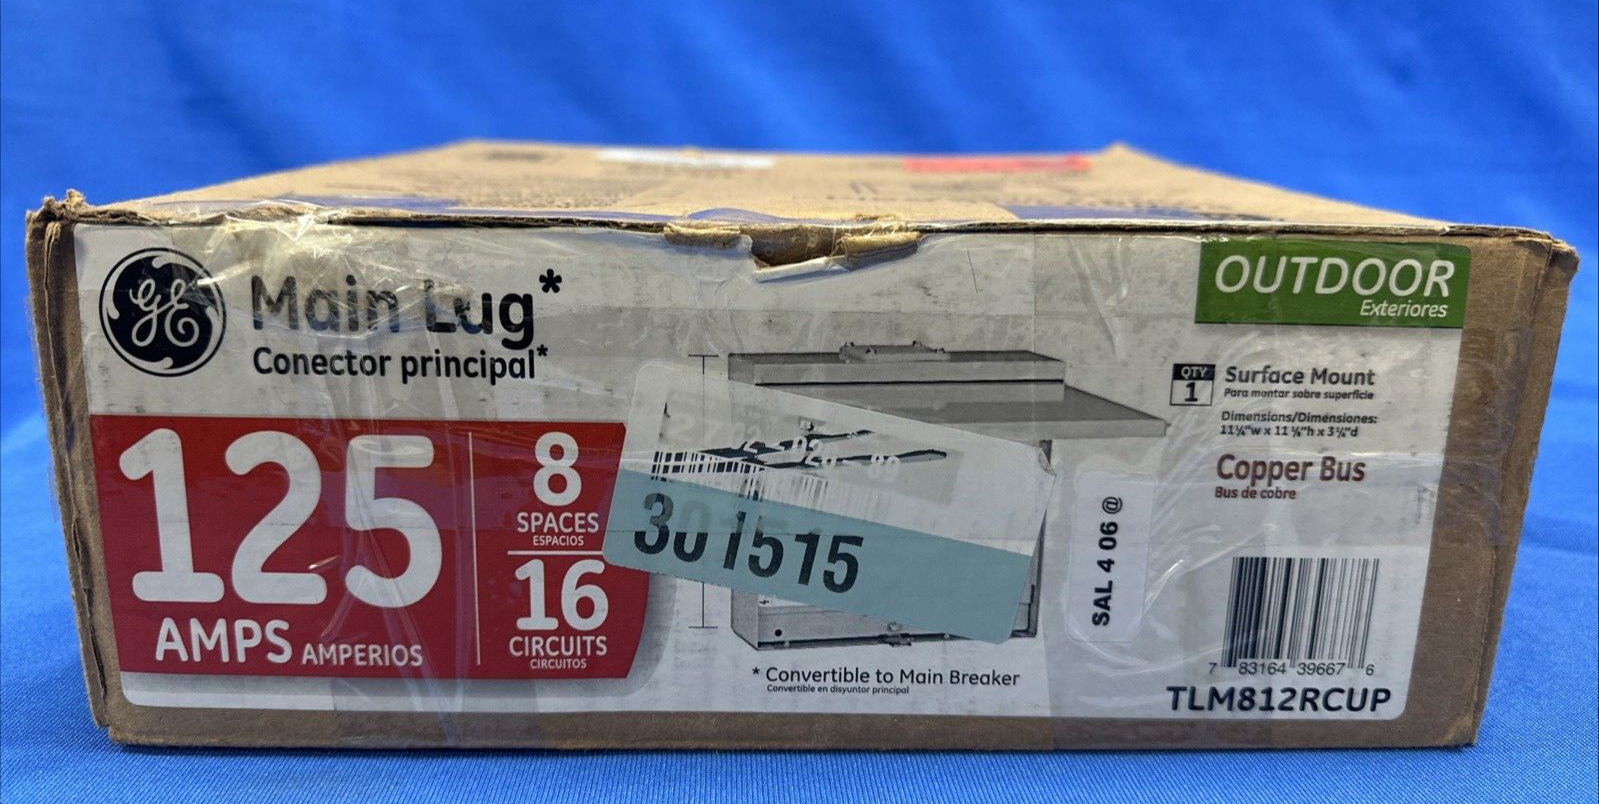 GE
Main Lug*
Conector principal*
125
AMPS AMPERIOS
8
SPACES
ESPACIOS
16
CIRCUITS
CIRCUITOS
301515
* Convertible to Main Breaker
Convertible en disyuntor principal
SAL 4 06 @
OUTDOOR
Exteriores
QTY
1
Surface Mount
Para montar sobre superficie
Dimensions/Dimensiones:
Copper Bus
Bus de cobre
7 83164 39667 6
TLM812RCUP